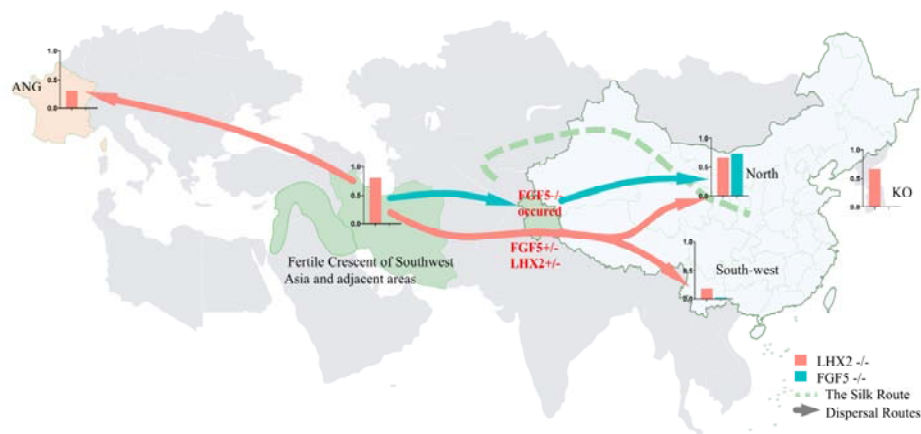 1.0
ANG
0.5
0.0
1.0
0.5
0.0
Fertile Crescent of Southwest
Asia and adjacent areas
FGF5-/-
occured
FGF5+/-
LHX2+/-
1.0
0.5
0.0
North
1.0
0.5
0.0
KO
1.0
0.5
0.0
South-west
LHX2 -/-
FGF5 -/-
The Silk Route
Dispersal Routes